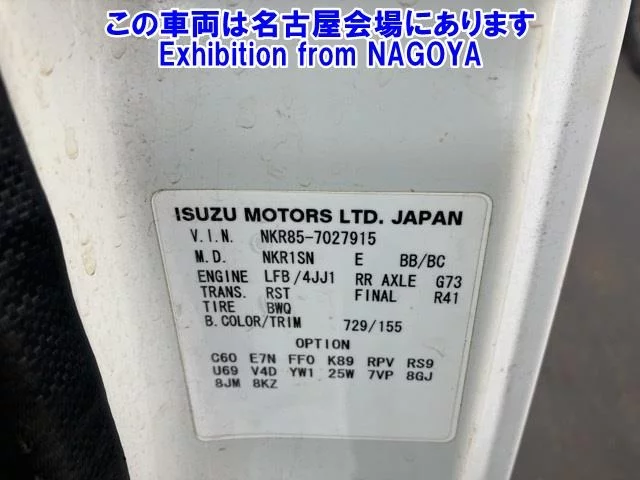 この車両は名古屋会場にあります
Exhibition from NAGOYA
ISUZU MOTORS LTD. JAPAN
V.I.N. NKR85-7027915
M.D. NKR1SN E BB/BC
ENGINE LFB/4JJ1 RR AXLE G73
TRANS. RST FINAL R41
TIRE BWQ
B.COLOR/TRIM 729/155
OPTION
C60 E7N FF0 K89 RPV RS9
U69 V4D YW1 25W 7VP 8GJ
8JM 8KZ